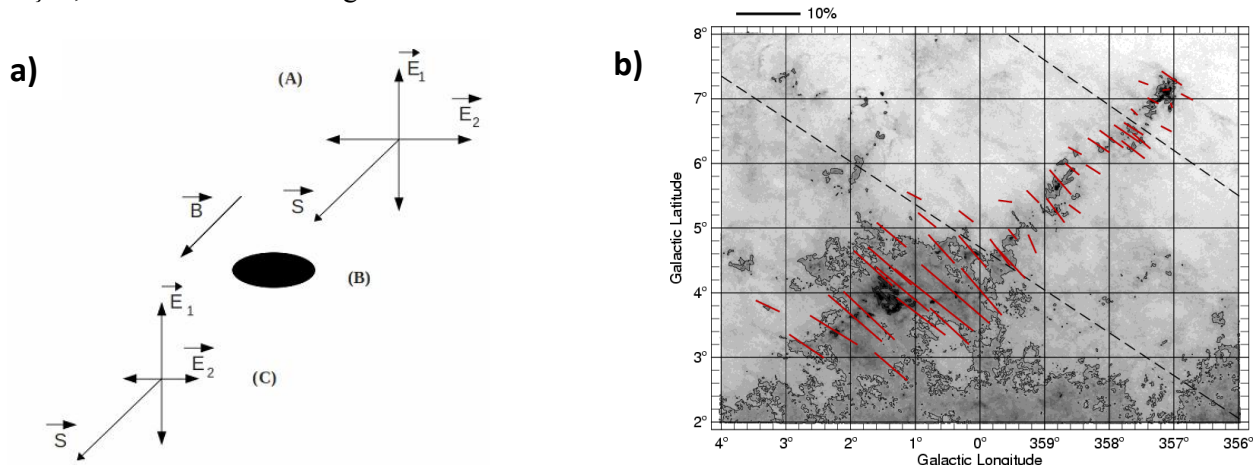 a)
(A)
E₁
E₂
S
B
(B)
E₁
E₂
(C)
S
b)
10%
8°
7°
6°
5°
4°
3°
2°
Galactic Latitude
4° 3° 2° 1° 0° 359° 358° 357° 356°
Galactic Longitude